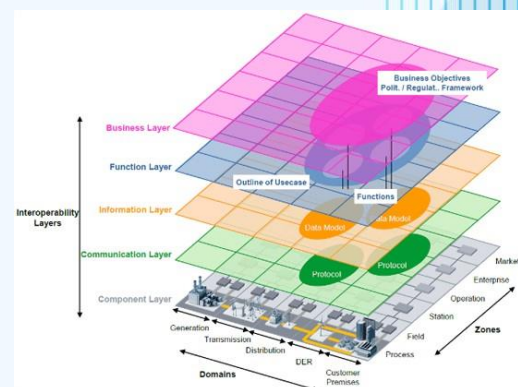 Business Objectives
Polit. / Regulat.. Framework
Business Layer
Function Layer
Outline of Usecase
Functions
Interoperability
Layers
Information Layer
Data Model
Data Model
Communication Layer
Protocol
Protocol
Component Layer
Market
Enterprise
Operation
Station
Field
Process
Zones
Generation
Transmission
Distribution
DER
Customer
Premises
Domains